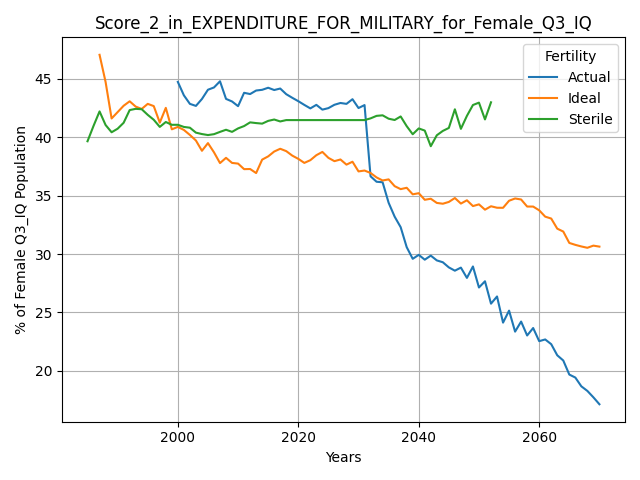 Score_2_in_EXPENDITURE_FOR_MILITARY_for_Female_Q3_IQ
% of Female Q3_IQ Population
45
40
35
30
25
20
2000
2020
2040
2060
Years
Fertility
Actual
Ideal
Sterile